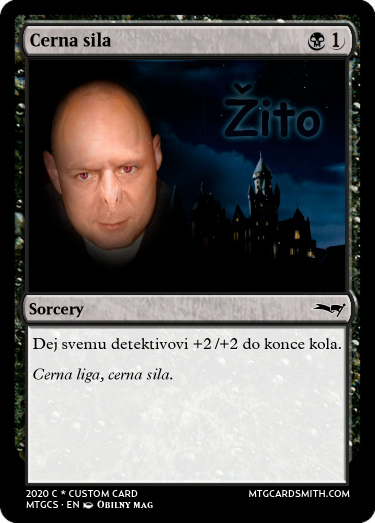 Cerna sila 1
Žito
Sorcery
Dej svemu detektivovi +2 /+2 do konce kola.
Cerna liga, cerna sila.
2020 C * CUSTOM CARD MTGCARDSMITH.COM
MTGCS · EN OBILNY MAG